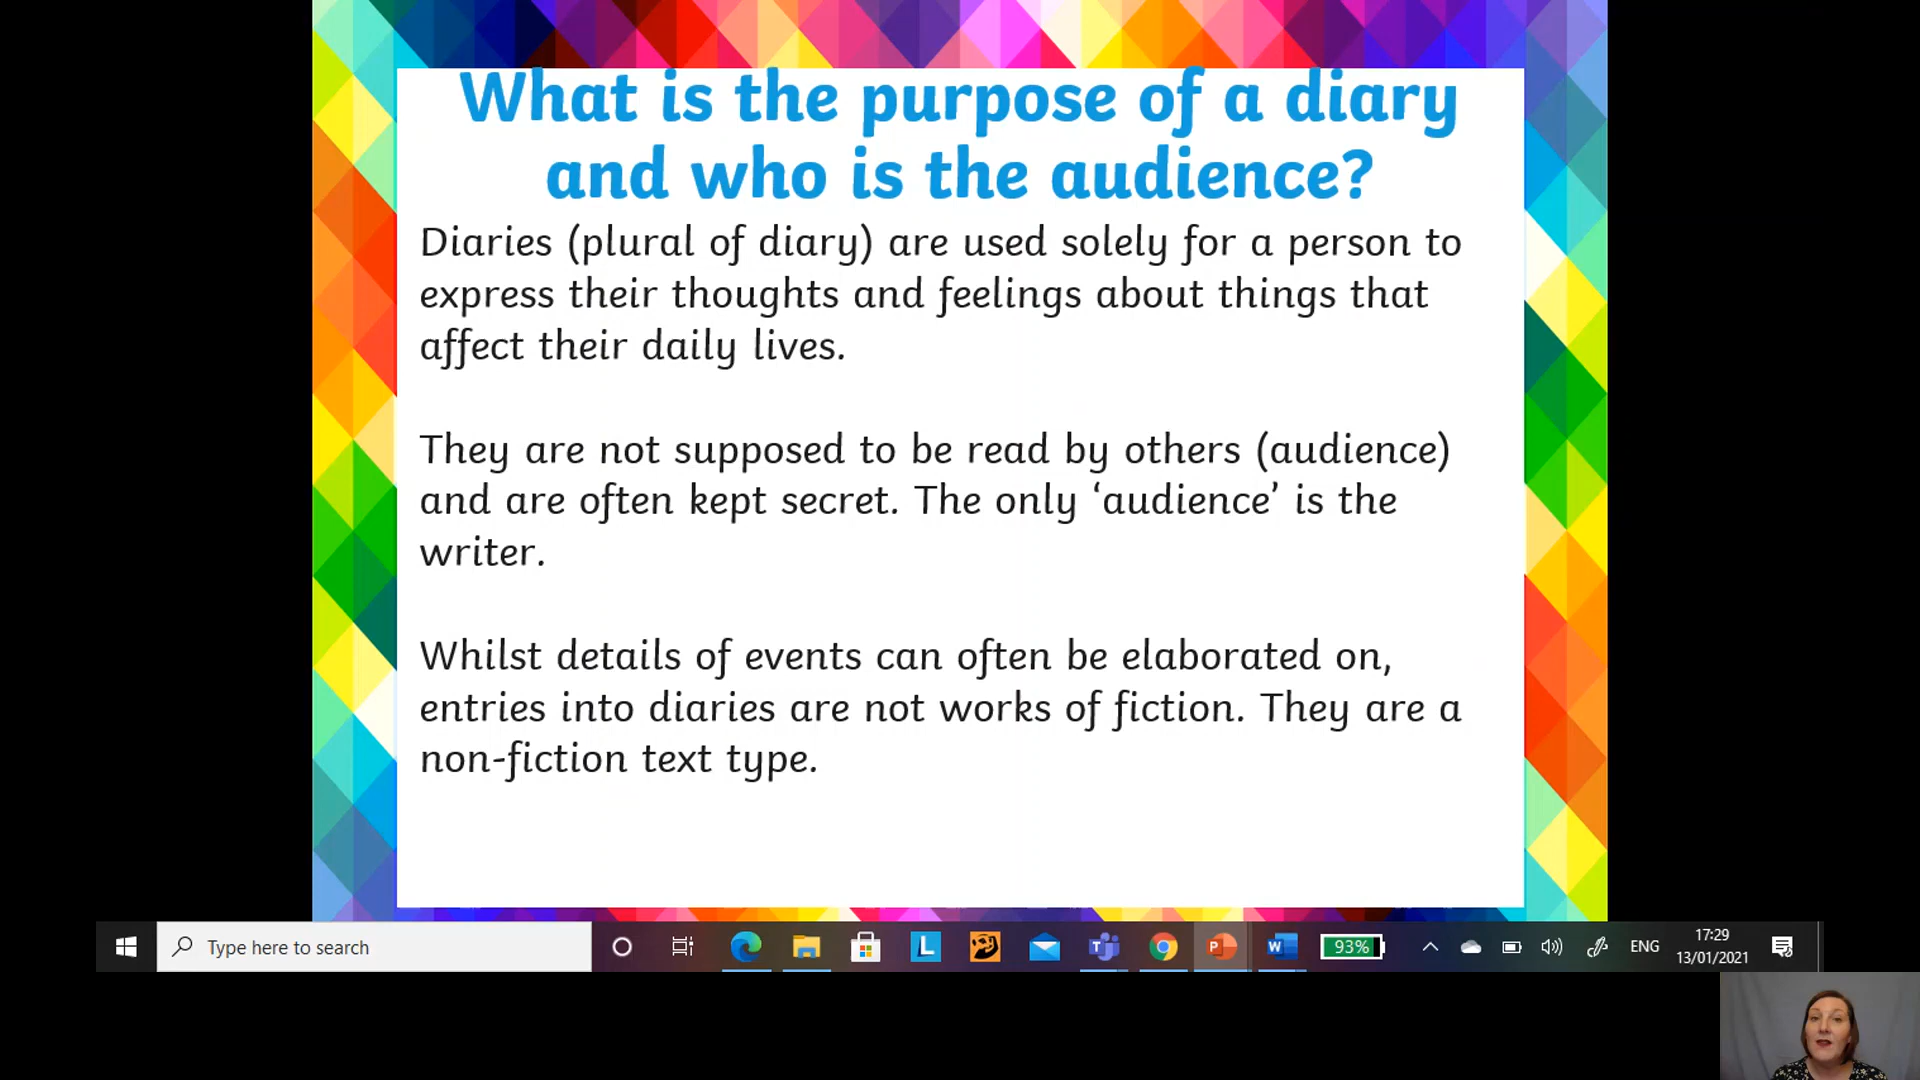 What is the purpose of a diary
and who is the audience?
Diaries (plural of diary) are used solely for a person to
express their thoughts and feelings about things that
affect their daily lives.
They are not supposed to be read by others (audience)
and are often kept secret. The only ‘audience’ is the
writer.
Whilst details of events can often be elaborated on,
entries into diaries are not works of fiction. They are a
non-fiction text type.
Type here to search
L
T
P
W
93%
ENG
17:29
13/01/2021